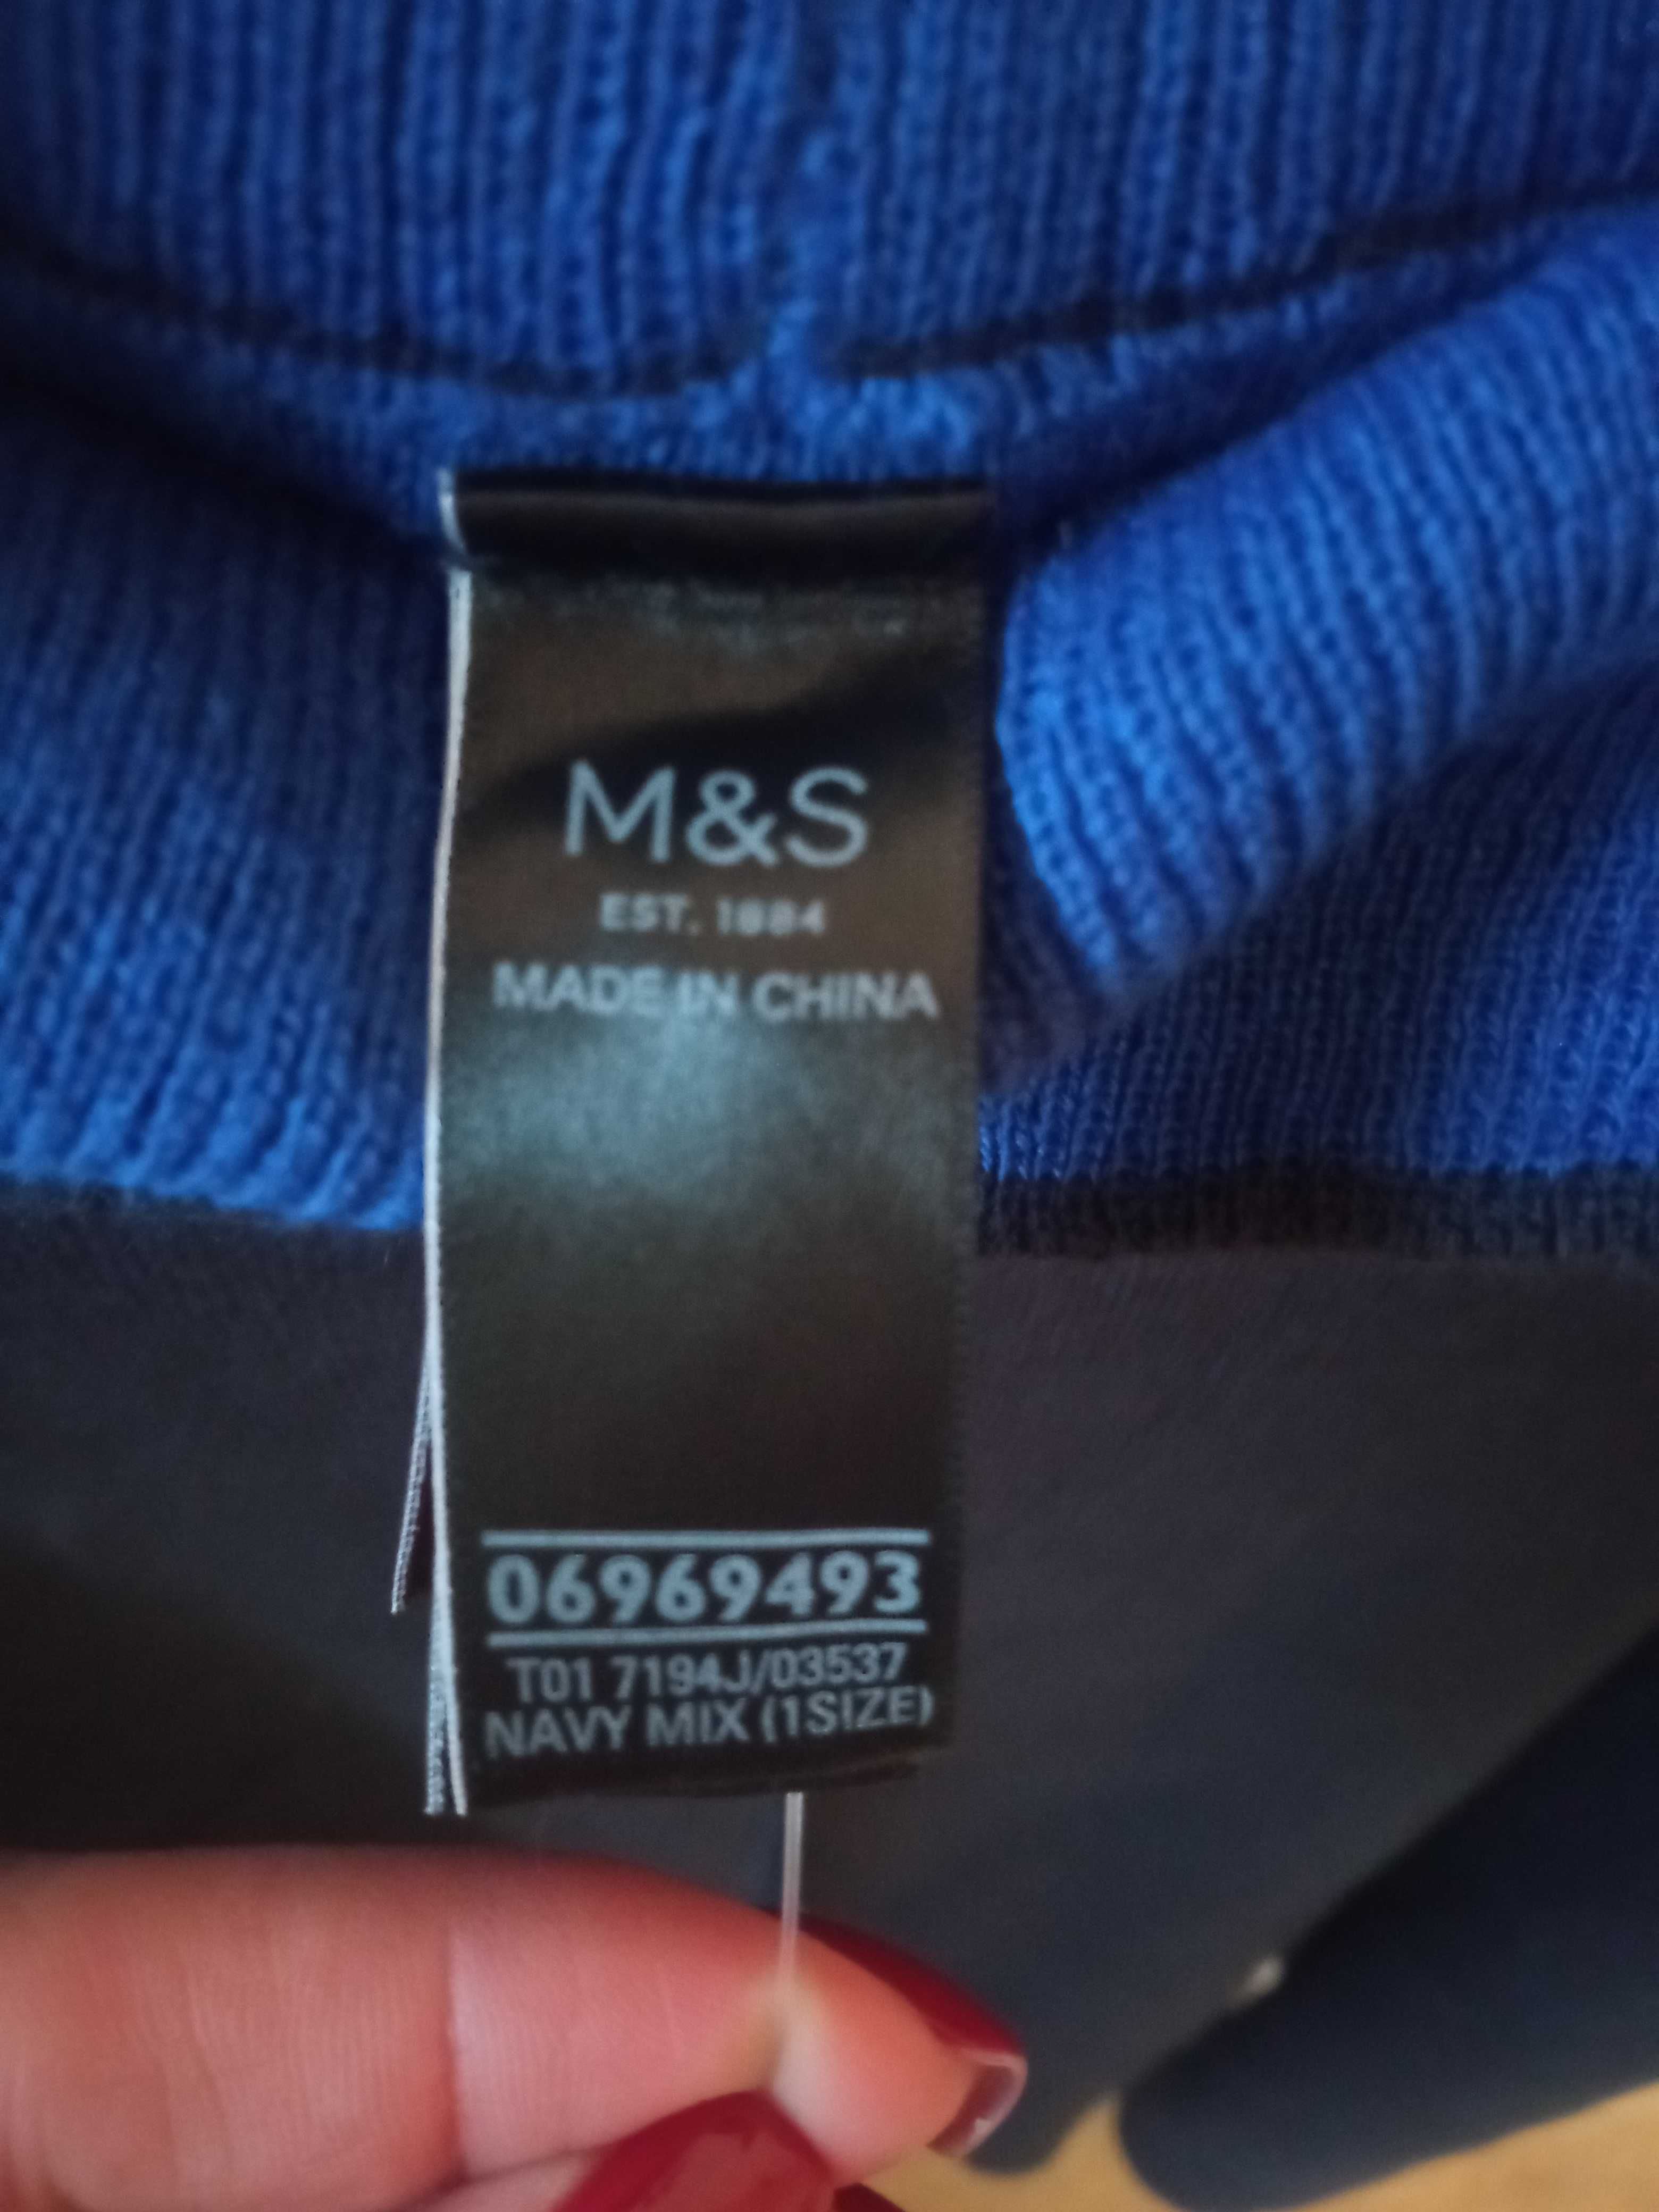 M&S
EST. 1884
MADE IN CHINA
06969493
T01 7194J/03537
NAVY MIX (1SIZE)